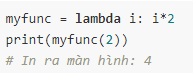 myfunc = lambda i: i*2
print(myfunc(2))
# In ra màn hình: 4